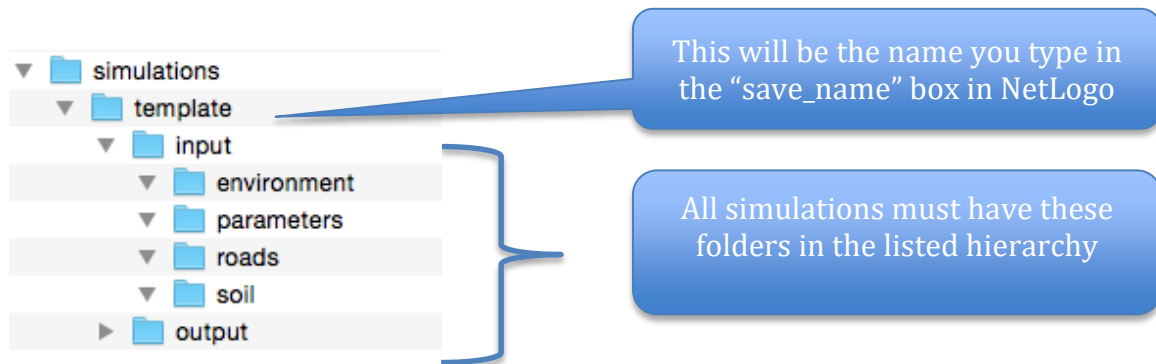 simulations
template
input
environment
parameters
roads
soil
output
This will be the name you type in
the “save_name” box in NetLogo
All simulations must have these
folders in the listed hierarchy